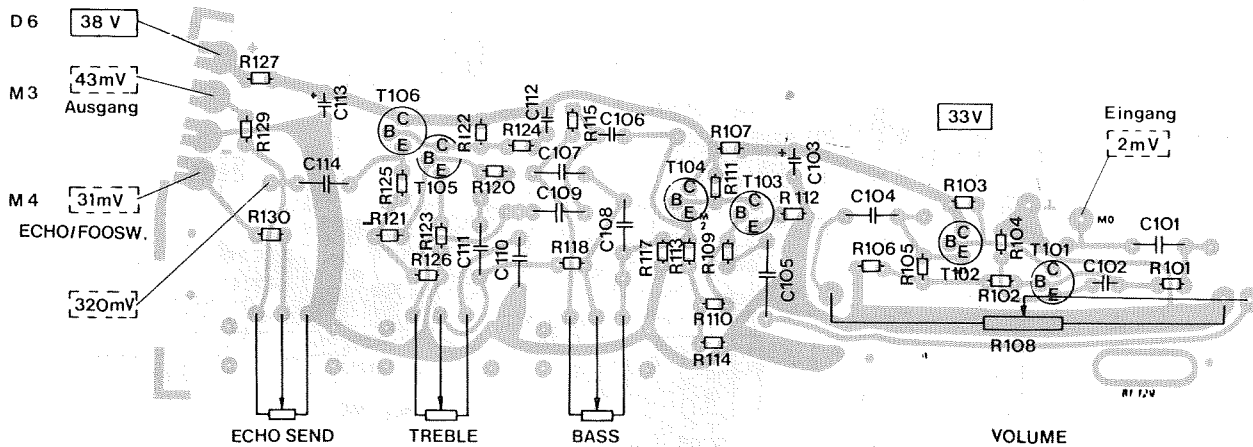 D 6 38 V
M 3 43mV
Ausgang
M 4 31mV
ECHO/FOOSW.
320mV
R127
R129
C113
C114
R130
T106
C
B
E
T105
C
B
E
R125
R121
R123
R126
R122
R124
R120
C112
R115
C106
C107
C109
C108
C111
C110
R118
R107
T104
C
B
E
R111
T103
C
B
E
C103
R112
M2
R117
R113
R109
C105
R110
R114
33V
Eingang
2mV
C104
R103
R106
R105
C
B
E
T102
R104
R102
T101
C
B
E
M0
C101
C102
R101
R108
ECHO SEND
TREBLE
BASS
VOLUME